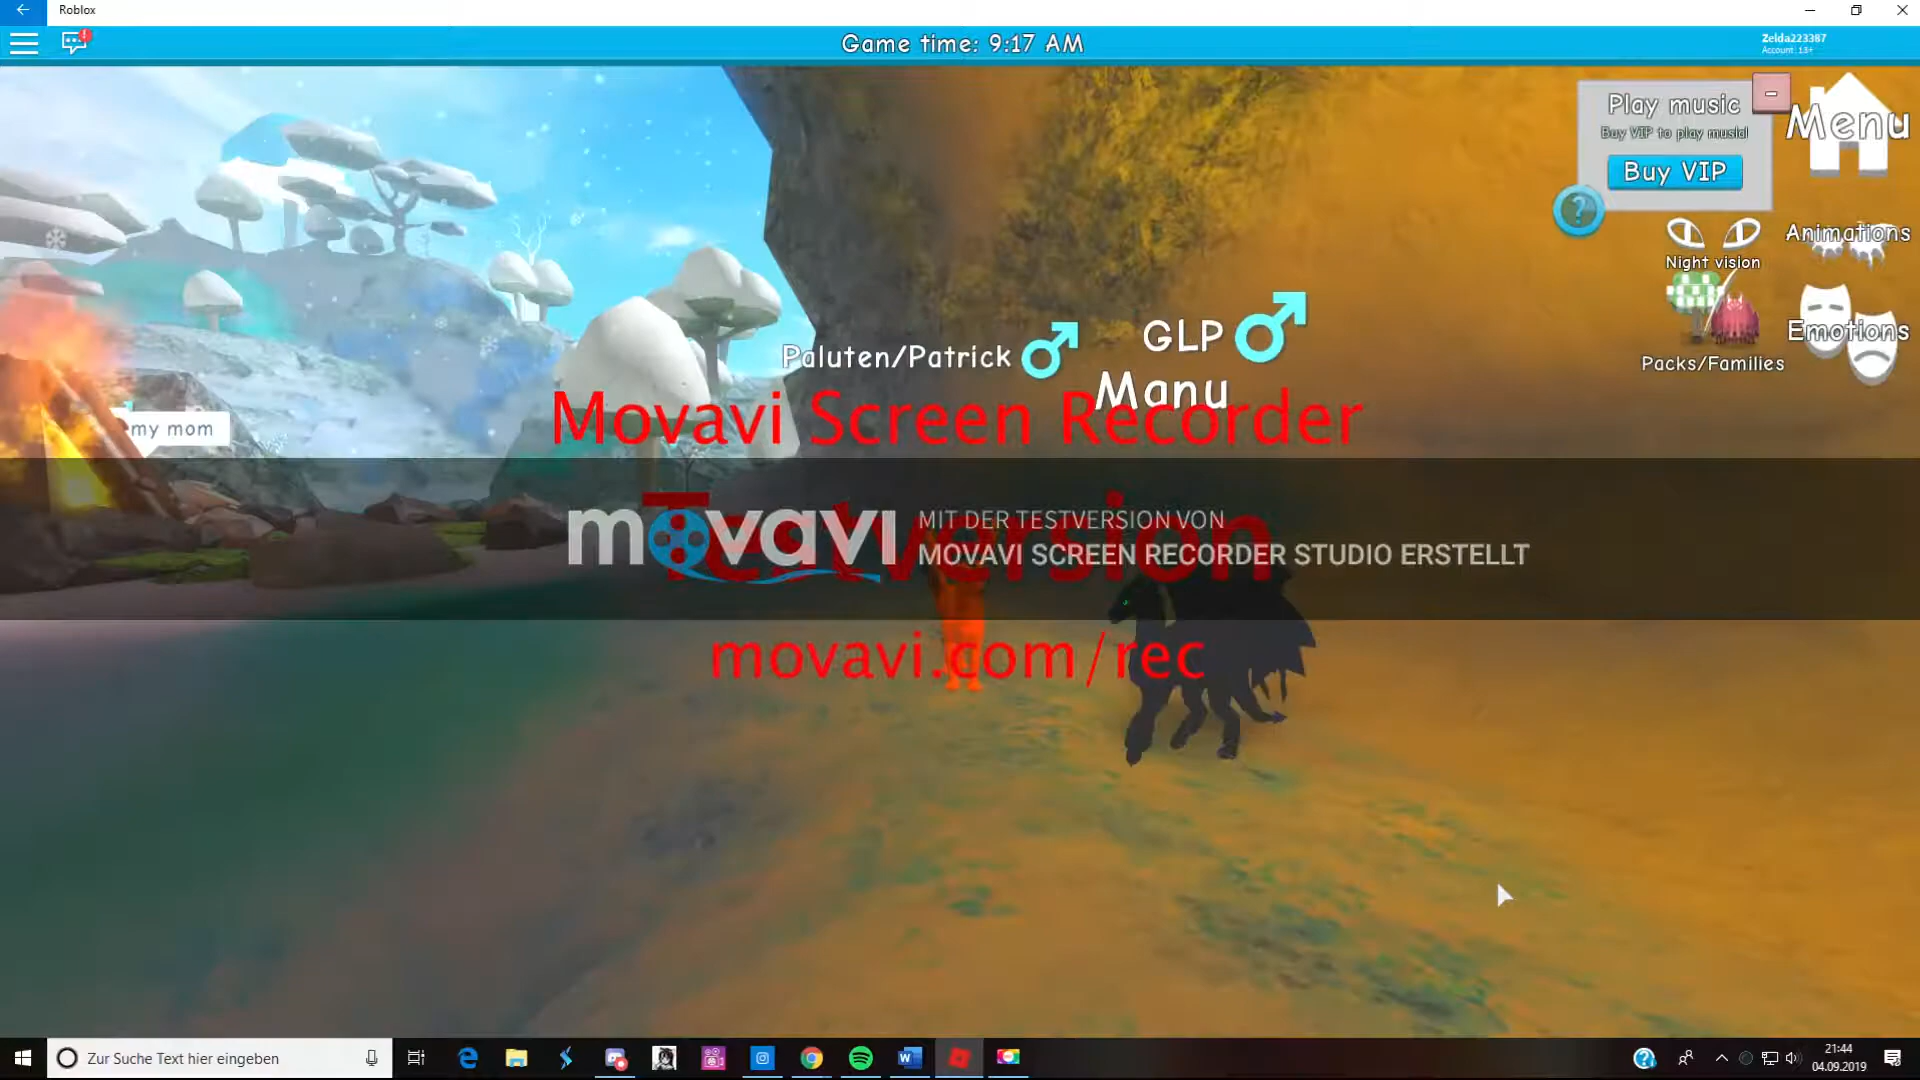 Roblox
Game time: 9:17 AM
Zelda223387
Account: 13+
Play music
Buy VIP to play music!
Buy VIP
Menu
?
Night vision
Animations
Emotions
Packs/Families
Paluten/Patrick
GLP
Manu
my mom
Movavi Screen Recorder
Testversion
movavi
MIT DER TESTVERSION VON
MOVAVI SCREEN RECORDER STUDIO ERSTELLT
movavi.com/rec
Zur Suche Text hier eingeben
21:44
04.09.2019